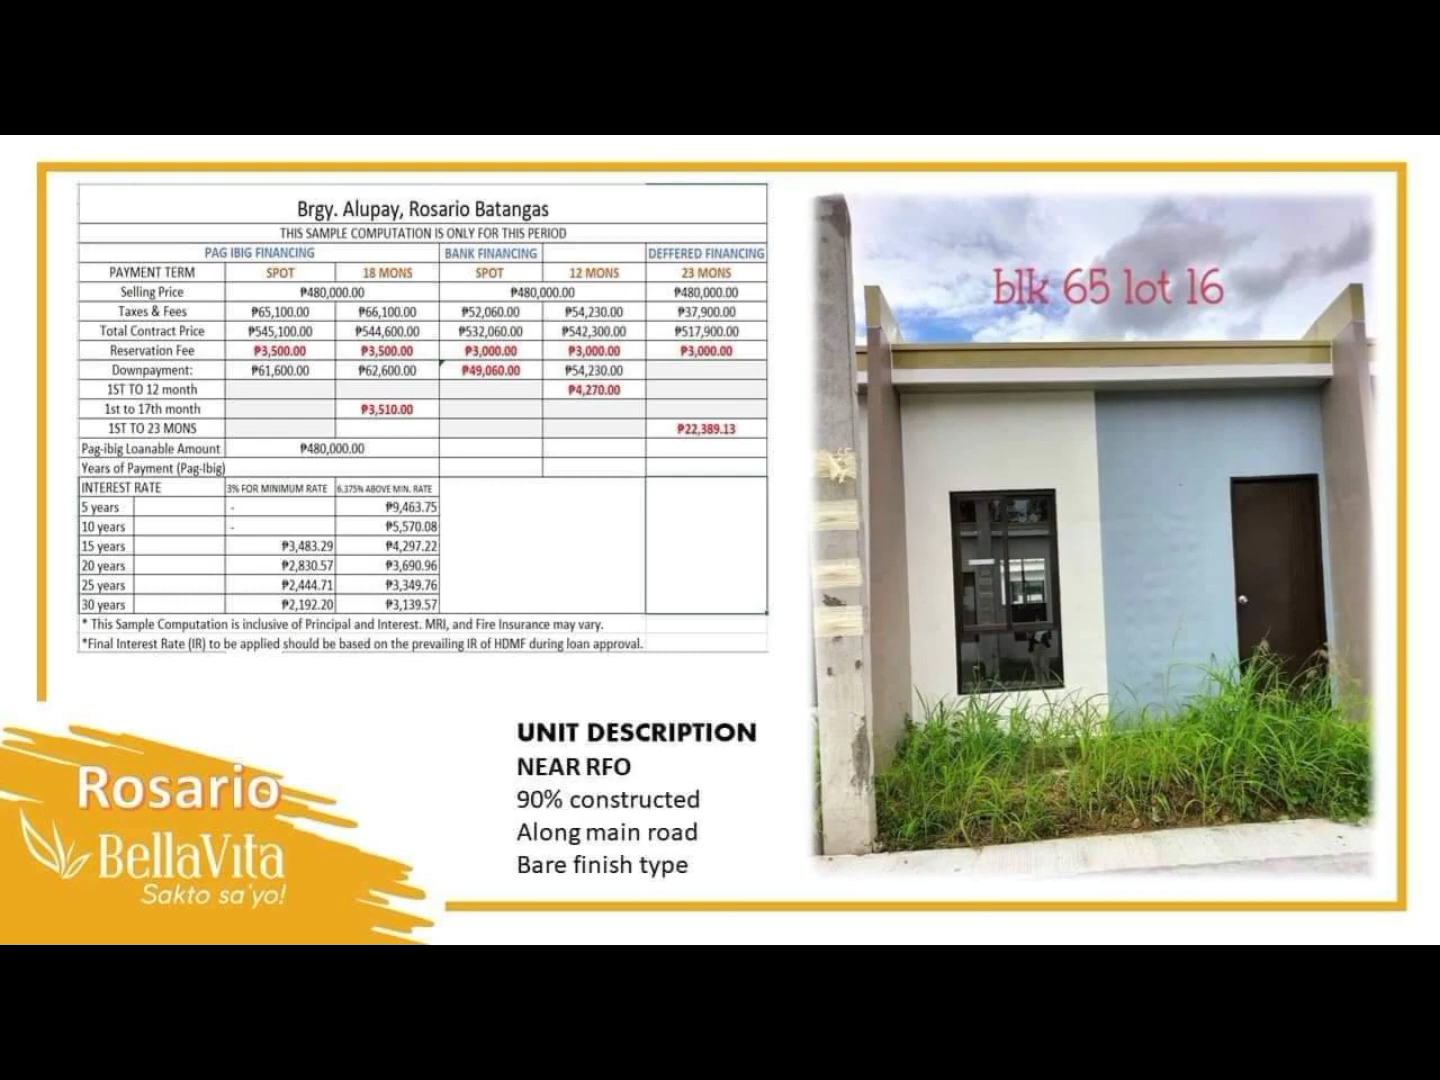 Brgy. Alupay, Rosario Batangas
THIS SAMPLE COMPUTATION IS ONLY FOR THIS PERIOD
PAG IBIG FINANCING BANK FINANCING DEFFERED FINANCING
PAYMENT TERM SPOT 18 MONS SPOT 12 MONS 23 MONS
Selling Price ₱480,000.00 ₱480,000.00 ₱480,000.00
Taxes & Fees ₱65,100.00 ₱66,100.00 ₱52,060.00 ₱54,230.00 ₱37,900.00
Total Contract Price ₱545,100.00 ₱544,600.00 ₱532,060.00 ₱542,300.00 ₱517,900.00
Reservation Fee ₱3,500.00 ₱3,500.00 ₱3,000.00 ₱3,000.00 ₱3,000.00
Downpayment: ₱61,600.00 ₱62,600.00 ₱49,060.00 ₱54,230.00
1ST TO 12 month ₱4,270.00
1st to 17th month ₱3,510.00
1ST TO 23 MONS ₱22,389.13
Pag-ibig Loanable Amount ₱480,000.00
Years of Payment (Pag-Ibig)
INTEREST RATE 3% FOR MINIMUM RATE 6.375% ABOVE MIN. RATE
5 years - ₱9,463.75
10 years - ₱5,570.08
15 years ₱3,483.29 ₱4,297.22
20 years ₱2,830.57 ₱3,690.96
25 years ₱2,444.71 ₱3,349.76
30 years ₱2,192.20 ₱3,139.57
* This Sample Computation is inclusive of Principal and Interest. MRI, and Fire Insurance may vary.
*Final Interest Rate (IR) to be applied should be based on the prevailing IR of HDMF during loan approval.
blk 65 lot 16
UNIT DESCRIPTION
NEAR RFO
90% constructed
Along main road
Bare finish type
Rosario
BellaVita
Sakto sa'yo!